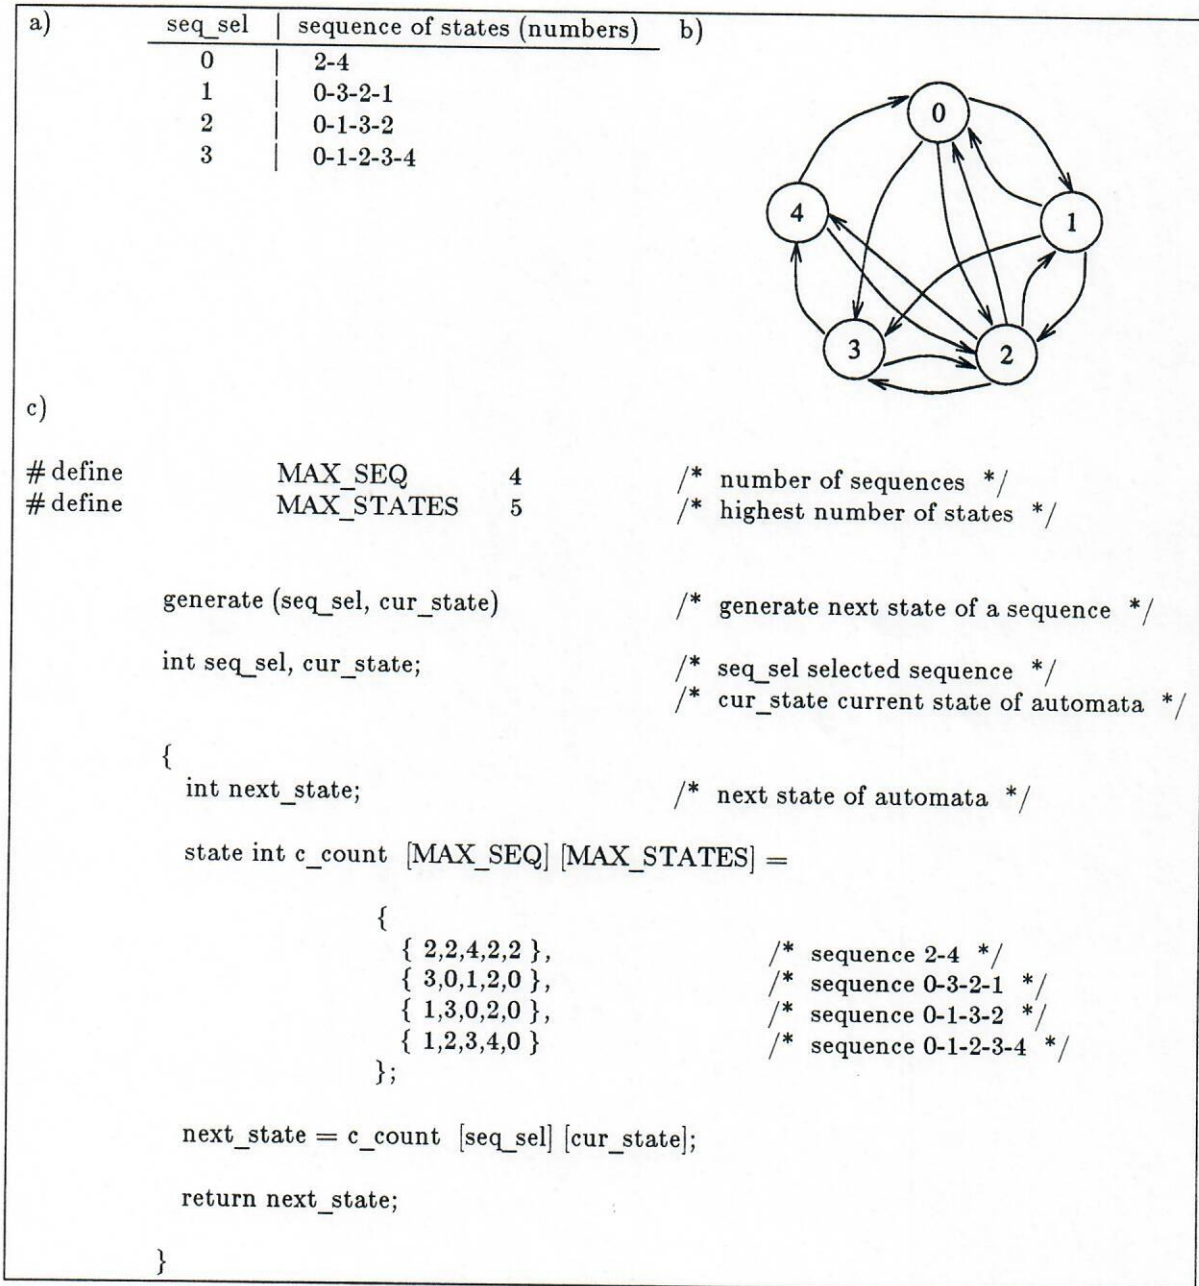 a) seq_sel | sequence of states (numbers) b)
0 | 2-4
1 | 0-3-2-1
2 | 0-1-3-2
3 | 0-1-2-3-4
0
4
1
3
2
c)
# define MAX_SEQ 4 /* number of sequences */
# define MAX_STATES 5 /* highest number of states */
generate (seq_sel, cur_state) /* generate next state of a sequence */
int seq_sel, cur_state; /* seq_sel selected sequence */
/* cur_state current state of automata */
{
int next_state; /* next state of automata */
state int c_count [MAX_SEQ] [MAX_STATES] =
{
{ 2,2,4,2,2 }, /* sequence 2-4 */
{ 3,0,1,2,0 }, /* sequence 0-3-2-1 */
{ 1,3,0,2,0 }, /* sequence 0-1-3-2 */
{ 1,2,3,4,0 } /* sequence 0-1-2-3-4 */
};
next_state = c_count [seq_sel] [cur_state];
return next_state;
}